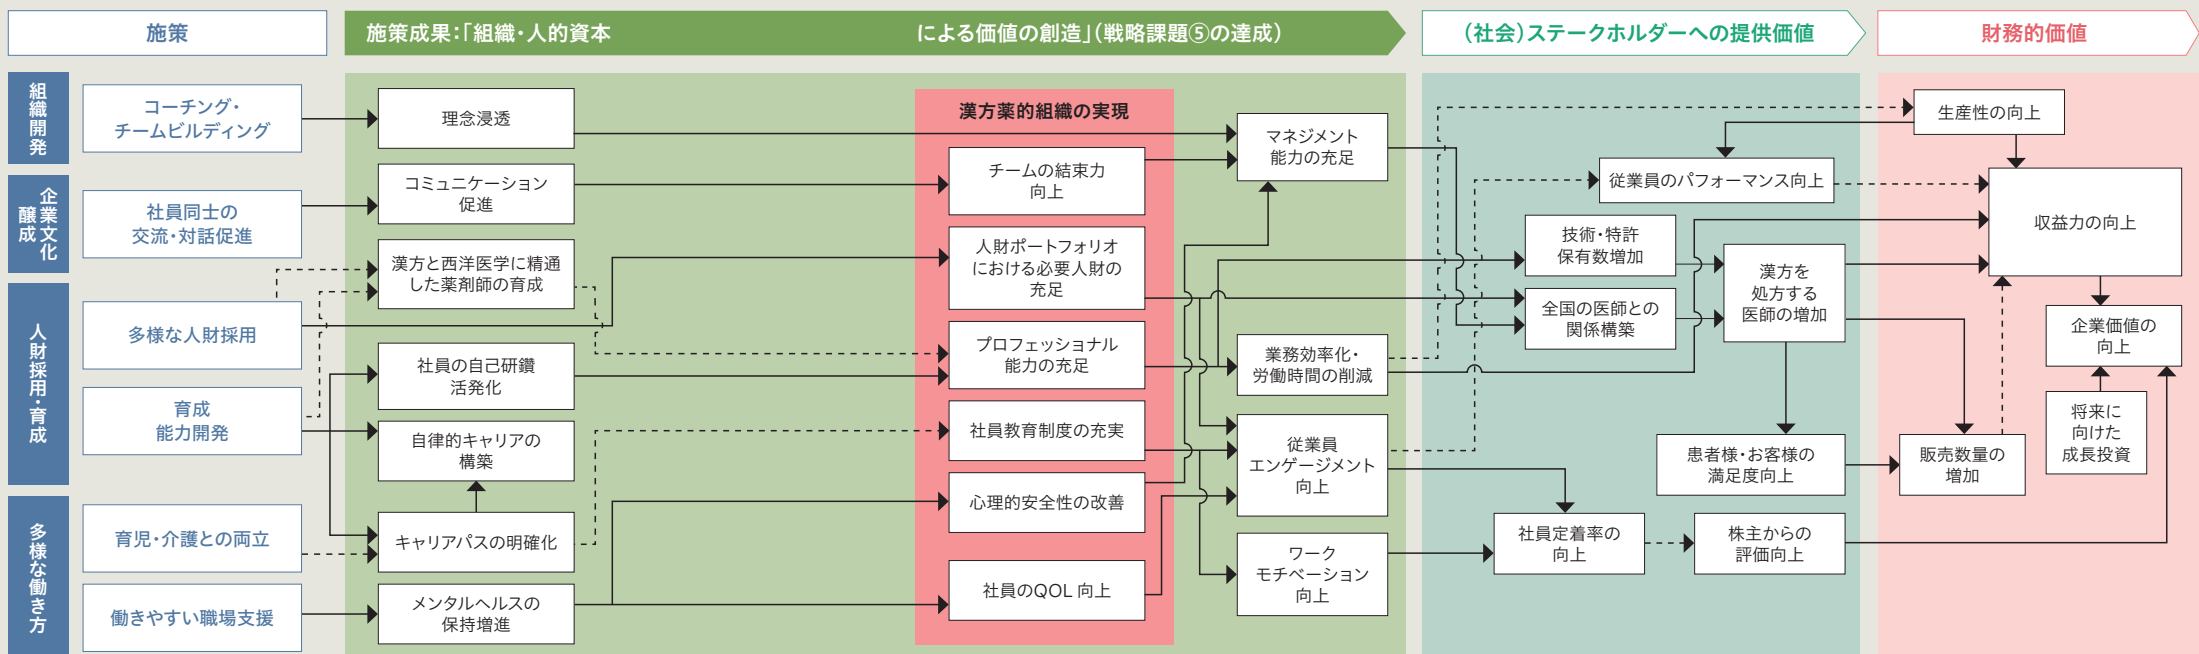 施策
施策成果：「組織・人的資本
による価値の創造」（戦略課題⑤の達成）
（社会）ステークホルダーへの提供価値
財務的価値
組織開発
コーチング・
チームビルディング
企業文化
醸成
社員同士の
交流・対話促進
人財採用・育成
多様な人財採用
育成
能力開発
多様な働き方
育児・介護との両立
働きやすい職場支援
理念浸透
コミュニケーション
促進
漢方と西洋医学に精通
した薬剤師の育成
社員の自己研鑽
活発化
自律的キャリアの
構築
キャリアパスの明確化
メンタルヘルスの
保持増進
漢方薬的組織の実現
チームの結束力
向上
人財ポートフォリオ
における必要人財の
充足
プロフェッショナル
能力の充足
社員教育制度の充実
心理的安全性の改善
社員のQOL 向上
マネジメント
能力の充足
業務効率化・
労働時間の削減
従業員
エンゲージメント
向上
ワーク
モチベーション
向上
従業員のパフォーマンス向上
技術・特許
保有数増加
全国の医師との
関係構築
漢方を
処方する
医師の増加
患者様・お客様の
満足度向上
社員定着率の
向上
株主からの
評価向上
生産性の向上
収益力の向上
企業価値の
向上
将来に
向けた
成長投資
販売数量の
増加